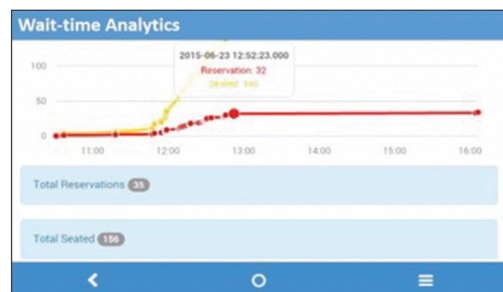 Wait-time Analytics
2015-06-23 12:52:23.000
Reservation: 32
Seated: 146
100
50
0
11:00 12:00 13:00 14:00 15:00 16:00
Total Reservations 35
Total Seated 156